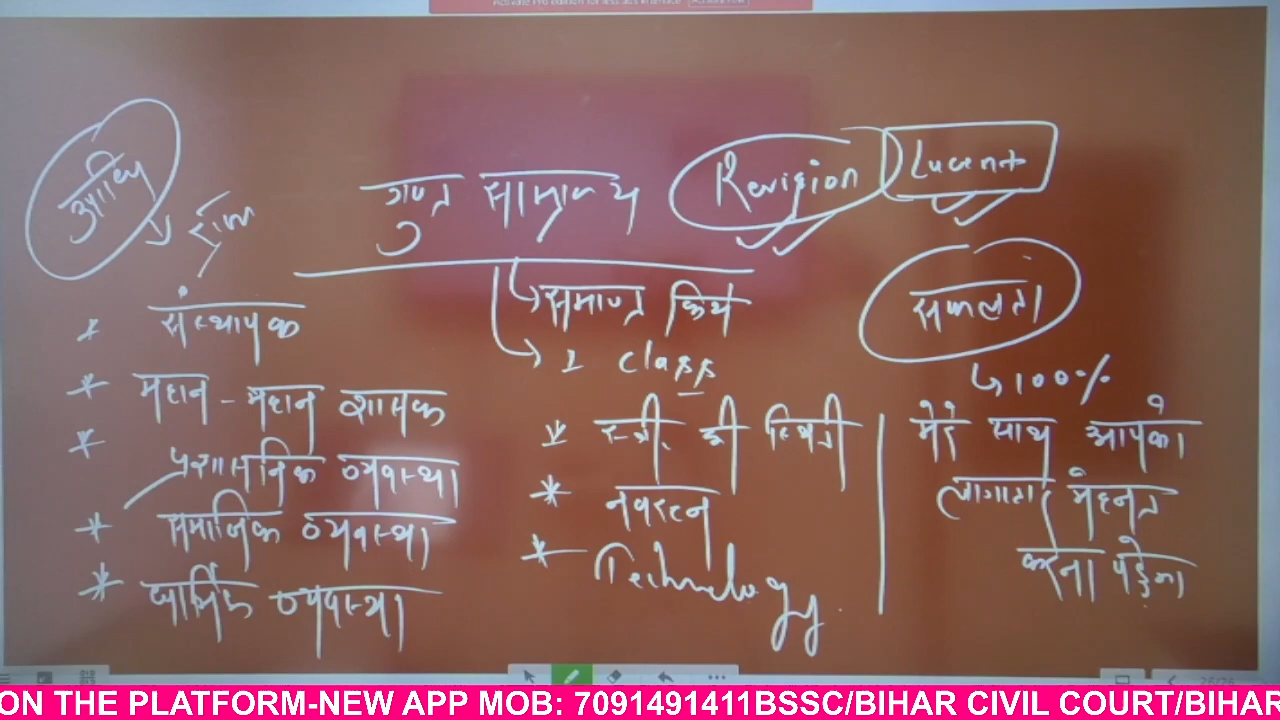 गुप्त साम्राज्य
Revision
Lucent
समाप्त किये
1 class
संस्थापक
* महान - महान शासक
* प्रशासनिक व्यवस्था
* समाजिक व्यवस्था
* धार्मिक व्यवस्था
* स्त्री. की स्थिती
* नवरत्न
* Technology
सफलता
100%
मेरे साथ आपको
लगातार मेहनत
करना पड़ेगा
ON THE PLATFORM-NEW APP MOB: 7091491411BSSC/BIHAR CIVIL COURT/BIHAR